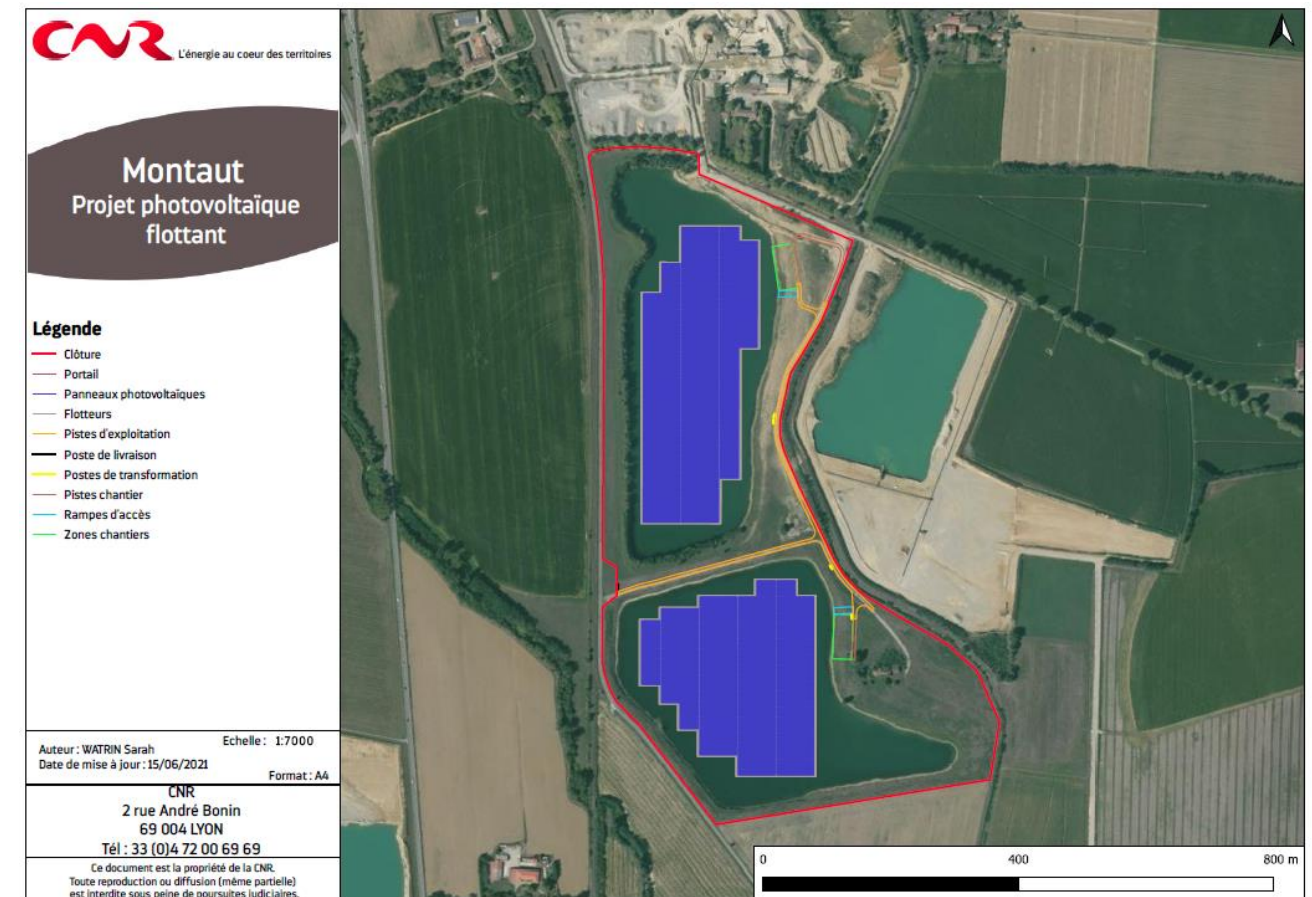 CNR
L'énergie au coeur des territoires
Montaut
Projet photovoltaïque
flottant
Légende
Clôture
Portail
Panneaux photovoltaïques
Flotteurs
Pistes d'exploitation
Poste de livraison
Postes de transformation
Pistes chantier
Rampes d'accès
Zones chantiers
Auteur : WATRIN Sarah
Echelle : 1:7000
Date de mise à jour : 15/06/2021
Format : A4
CNR
2 rue André Bonin
69 004 LYON
Tél : 33 (0)4 72 00 69 69
Ce document est la propriété de la CNR.
Toute reproduction ou diffusion (même partielle)
est interdite sous peine de poursuites judiciaires.
0 400 800 m